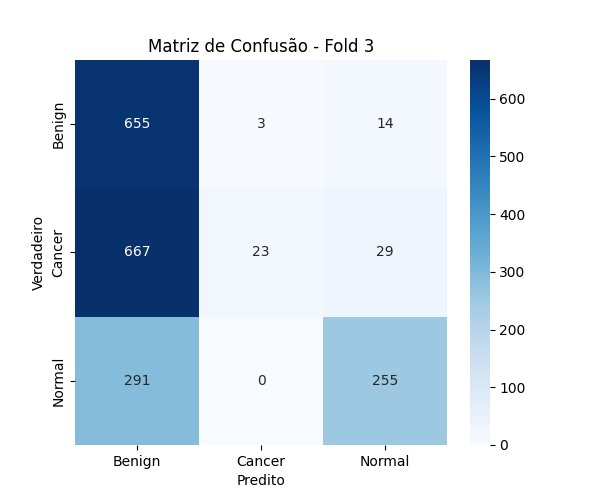 Matriz de Confusão - Fold 3
Verdadeiro
Benign
655 3 14
Cancer
667 23 29
Normal
291 0 255
Benign Cancer Normal
Predito
600
500
400
300
200
100
0